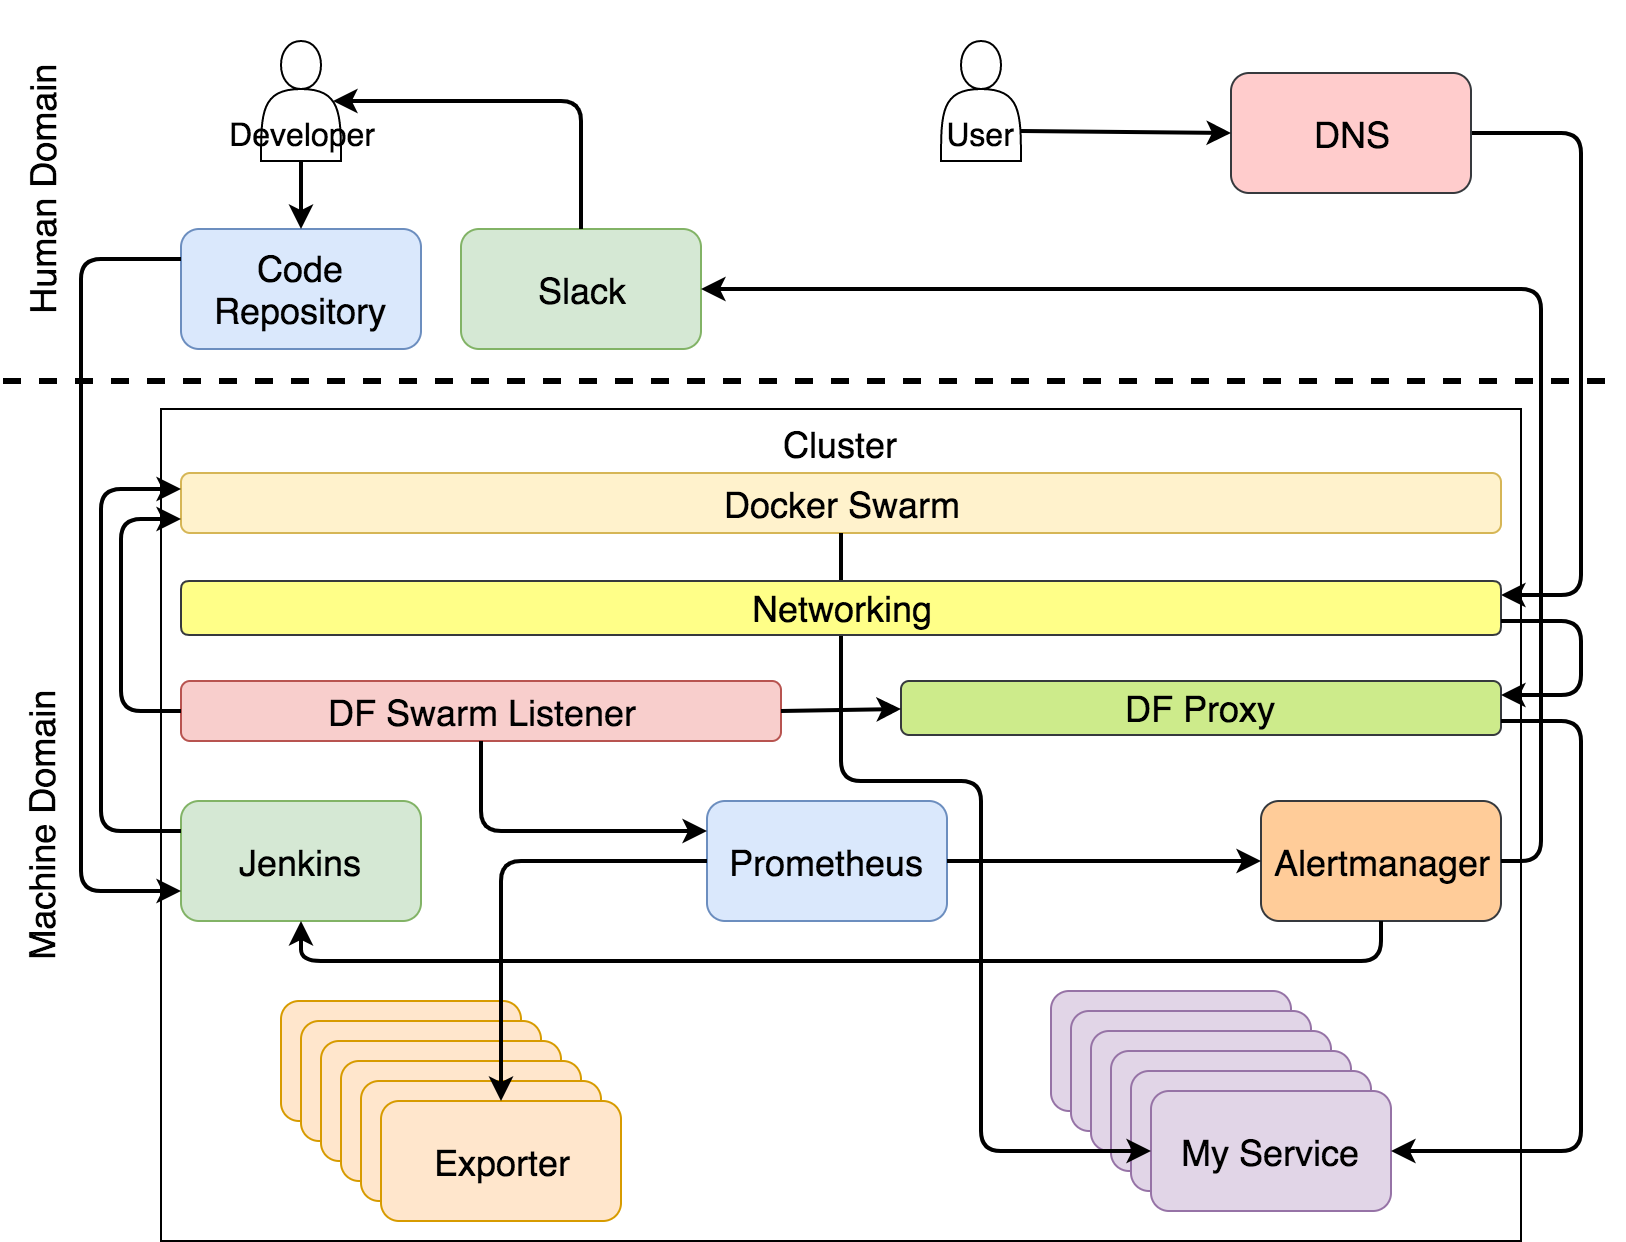 Human Domain
Developer
User
DNS
Code
Repository
Slack
Machine Domain
Cluster
Docker Swarm
Networking
DF Swarm Listener
DF Proxy
Jenkins
Prometheus
Alertmanager
Exporter
My Service